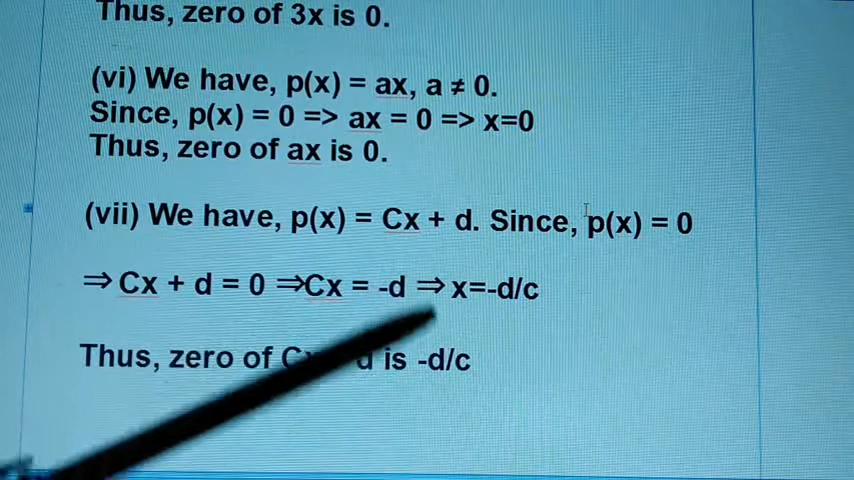 Thus, zero of 3x is 0.
(vi) We have, p(x) = ax, a ≠ 0.
Since, p(x) = 0 => ax = 0 => x=0
Thus, zero of ax is 0.
(vii) We have, p(x) = Cx + d. Since, p(x) = 0
⇒ Cx + d = 0 ⇒Cx = -d ⇒ x=-d/c
Thus, zero of d is -d/c